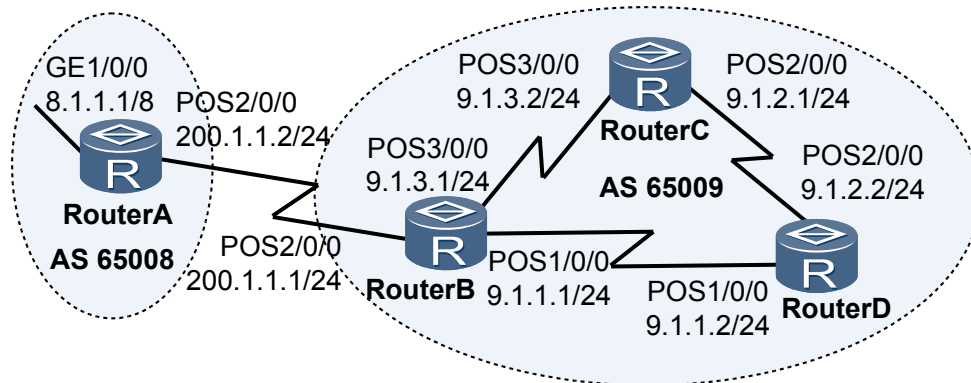 GE1/0/0
8.1.1.1/8
POS2/0/0
200.1.1.2/24
R
RouterA
AS 65008
POS2/0/0
200.1.1.1/24
POS3/0/0
9.1.3.1/24
R
RouterB
POS1/0/0
9.1.1.1/24
POS3/0/0
9.1.3.2/24
R
RouterC
POS2/0/0
9.1.2.1/24
AS 65009
POS2/0/0
9.1.2.2/24
R
RouterD
POS1/0/0
9.1.1.2/24